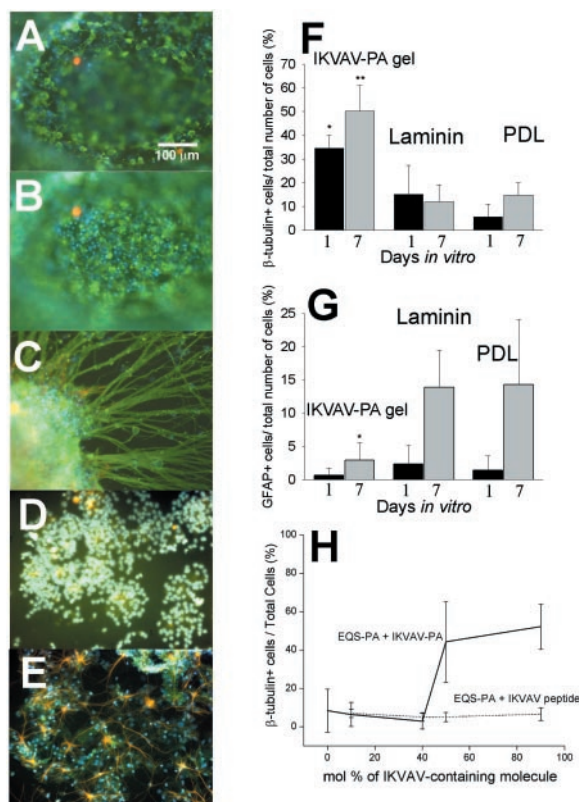 A
100 μm
B
C
D
E
F
β-tubulin+ cells/ total number of cells (%)
70
60
50
40
30
20
10
0
IKVAV-PA gel
*
**
Laminin
PDL
1 7 1 7 1 7
Days in vitro
G
GFAP+ cells/ total number of cells (%)
25
20
15
10
5
0
Laminin
PDL
IKVAV-PA gel
*
1 7 1 7 1 7
Days in vitro
H
β-tubulin+ cells / Total Cells (%)
100
80
60
40
20
0
EQS-PA + IKVAV-PA
EQS-PA + IKVAV peptide
0 20 40 60 80 100
mol % of IKVAV-containing molecule